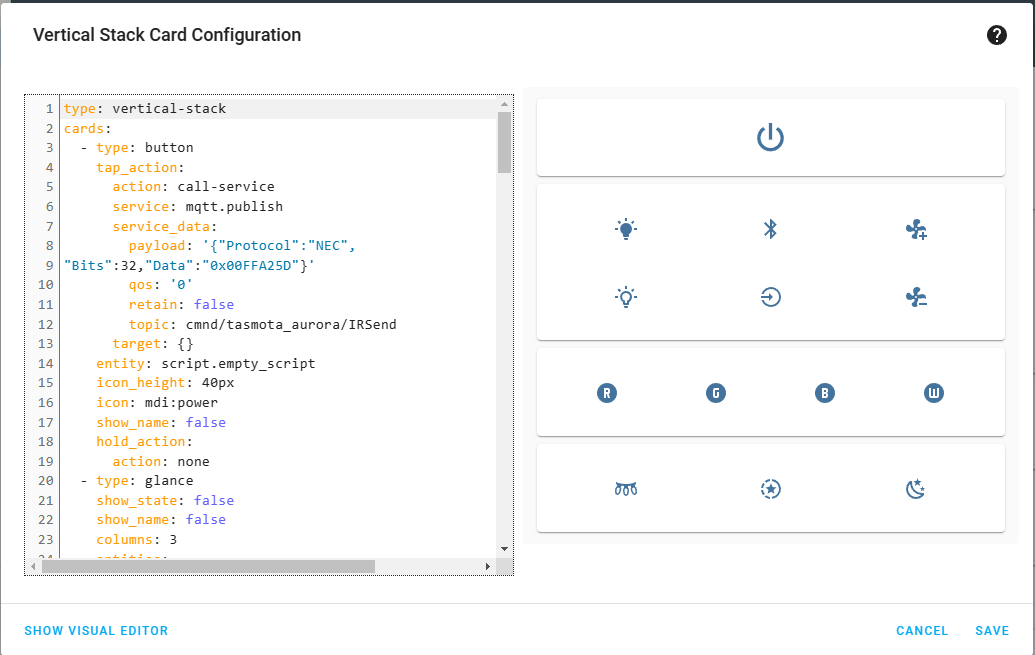 Vertical Stack Card Configuration
?
1 type: vertical-stack
2 cards:
3   - type: button
4     tap_action:
5       action: call-service
6       service: mqtt.publish
7       service_data:
8         payload: '{"Protocol":"NEC",
9 "Bits":32,"Data":"0x00FFA25D"}'
10         qos: '0'
11         retain: false
12         topic: cmnd/tasmota_aurora/IRSend
13       target: {}
14     entity: script.empty_script
15     icon_height: 40px
16     icon: mdi:power
17     show_name: false
18     hold_action:
19       action: none
20   - type: glance
21     show_state: false
22     show_name: false
23     columns: 3
R G B W
SHOW VISUAL EDITOR
CANCEL SAVE